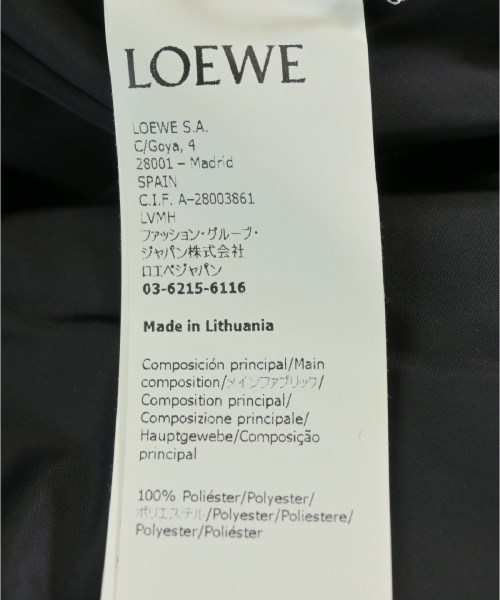 LOEWE
LOEWE S.A.
C/Goya, 4
28001 – Madrid
SPAIN
C.I.F. A–28003861
LVMH
ファッション・グループ・
ジャパン株式会社
ロエベジャパン
03-6215-6116
Made in Lithuania
Composición principal/Main
composition/メインファブリック/
Composition principal/
Composizione principale/
Hauptgewebe/Composição
principal
100% Poliéster/Polyester/
ポリエステル/Polyester/Poliestere/
Polyester/Poliéster